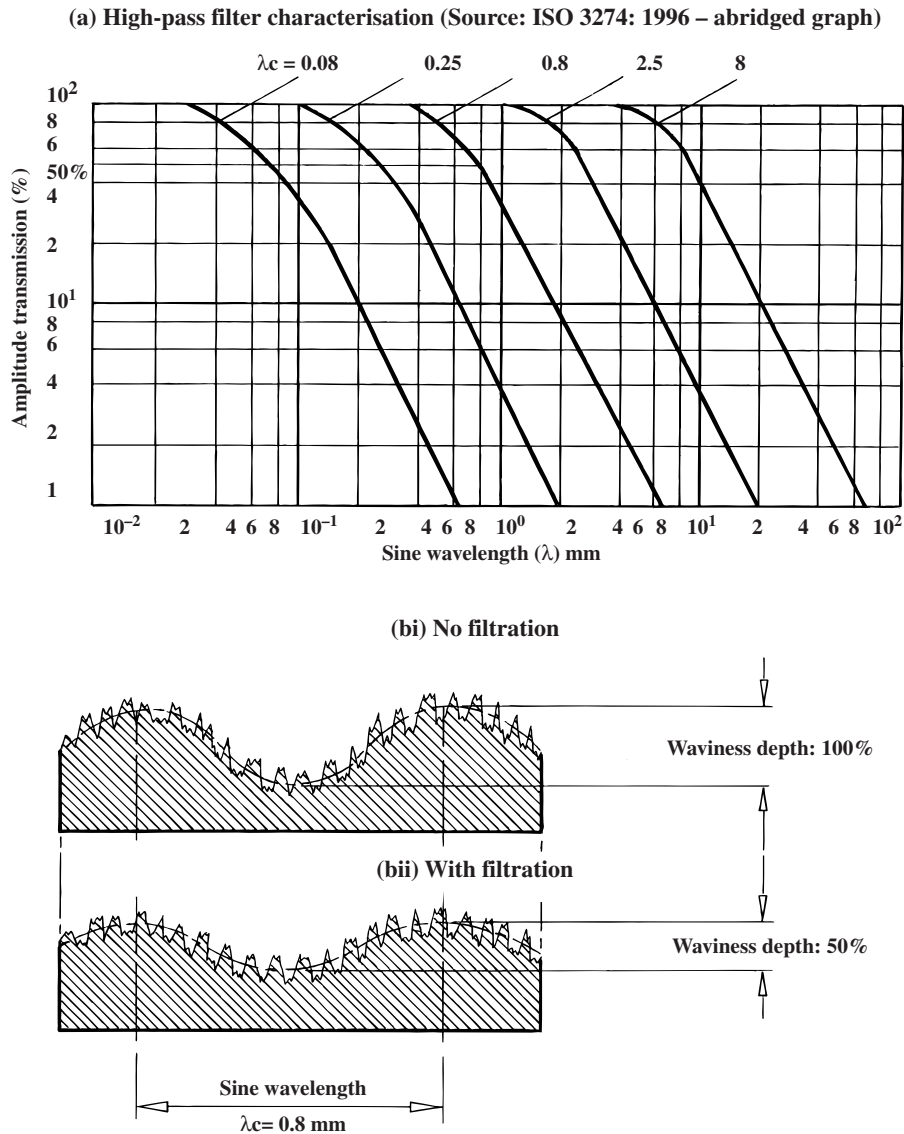 (a) High-pass filter characterisation (Source: ISO 3274: 1996 – abridged graph)
λc = 0.08 0.25 0.8 2.5 8
10²
8
6
50%
4
2
10¹
8
6
4
2
1
Amplitude transmission (%)
10⁻² 2 4 6 8 10⁻¹ 2 4 6 8 10⁰ 2 4 6 8 10¹ 2 4 6 8 10²
Sine wavelength (λ) mm
(bi) No filtration
Waviness depth: 100%
(bii) With filtration
Waviness depth: 50%
Sine wavelength
λc= 0.8 mm